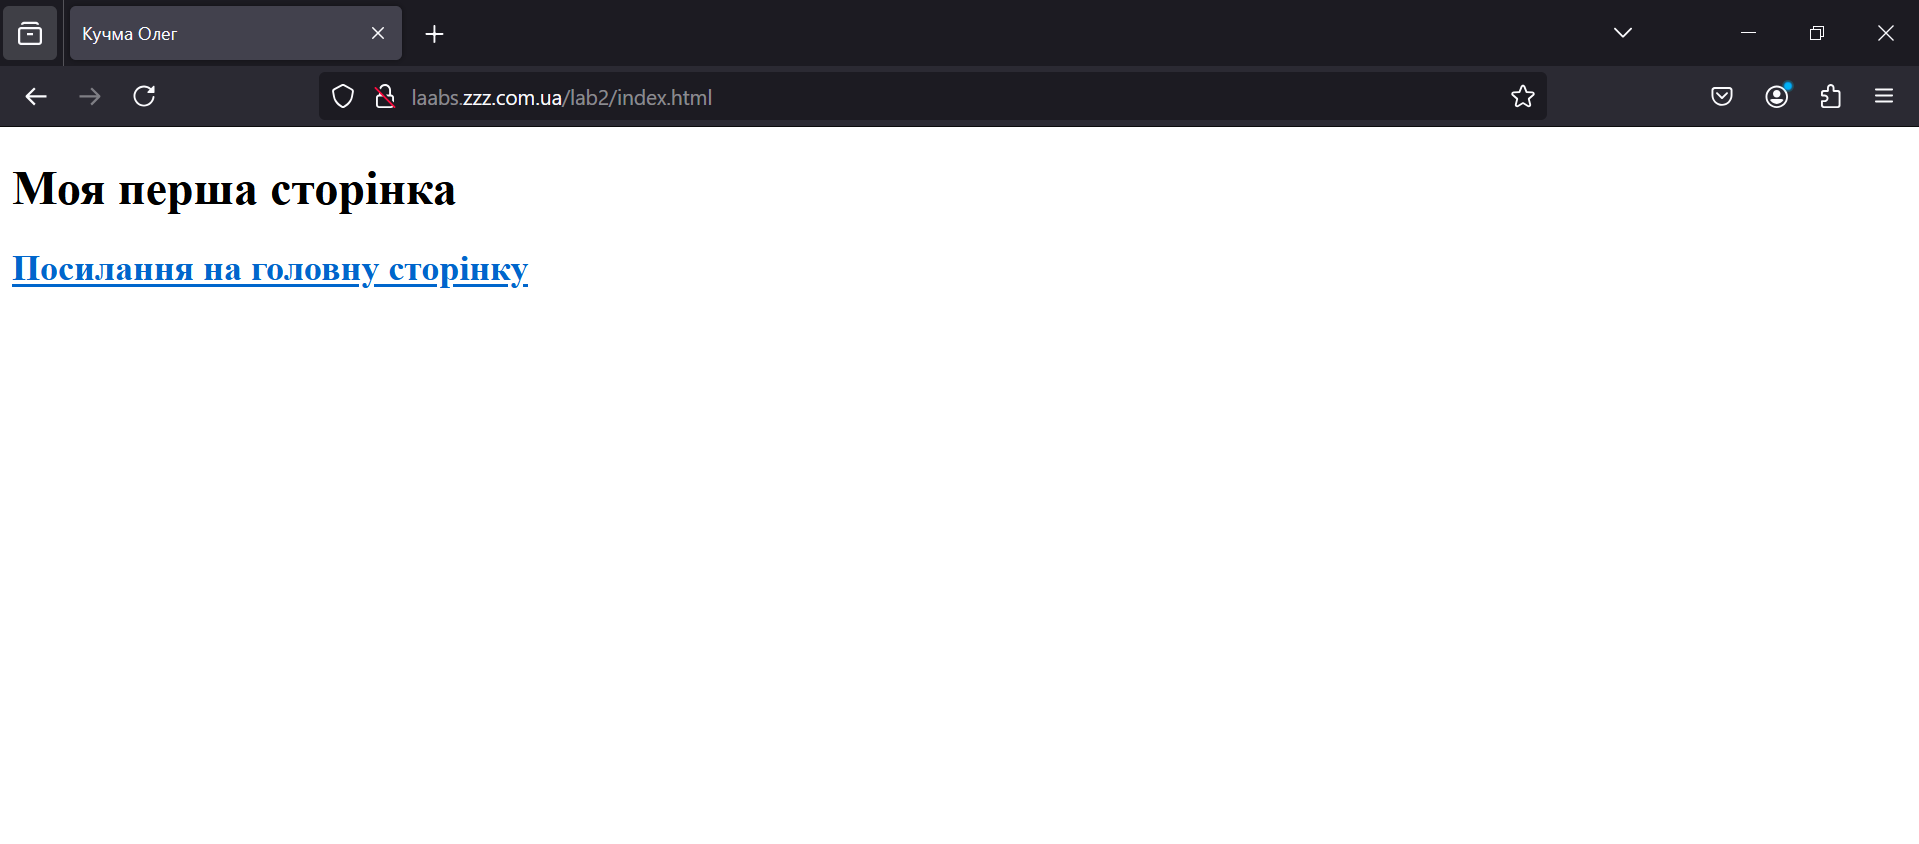 Кучма Олег
laabs.zzz.com.ua/lab2/index.html
Моя перша сторінка
Посилання на головну сторінку